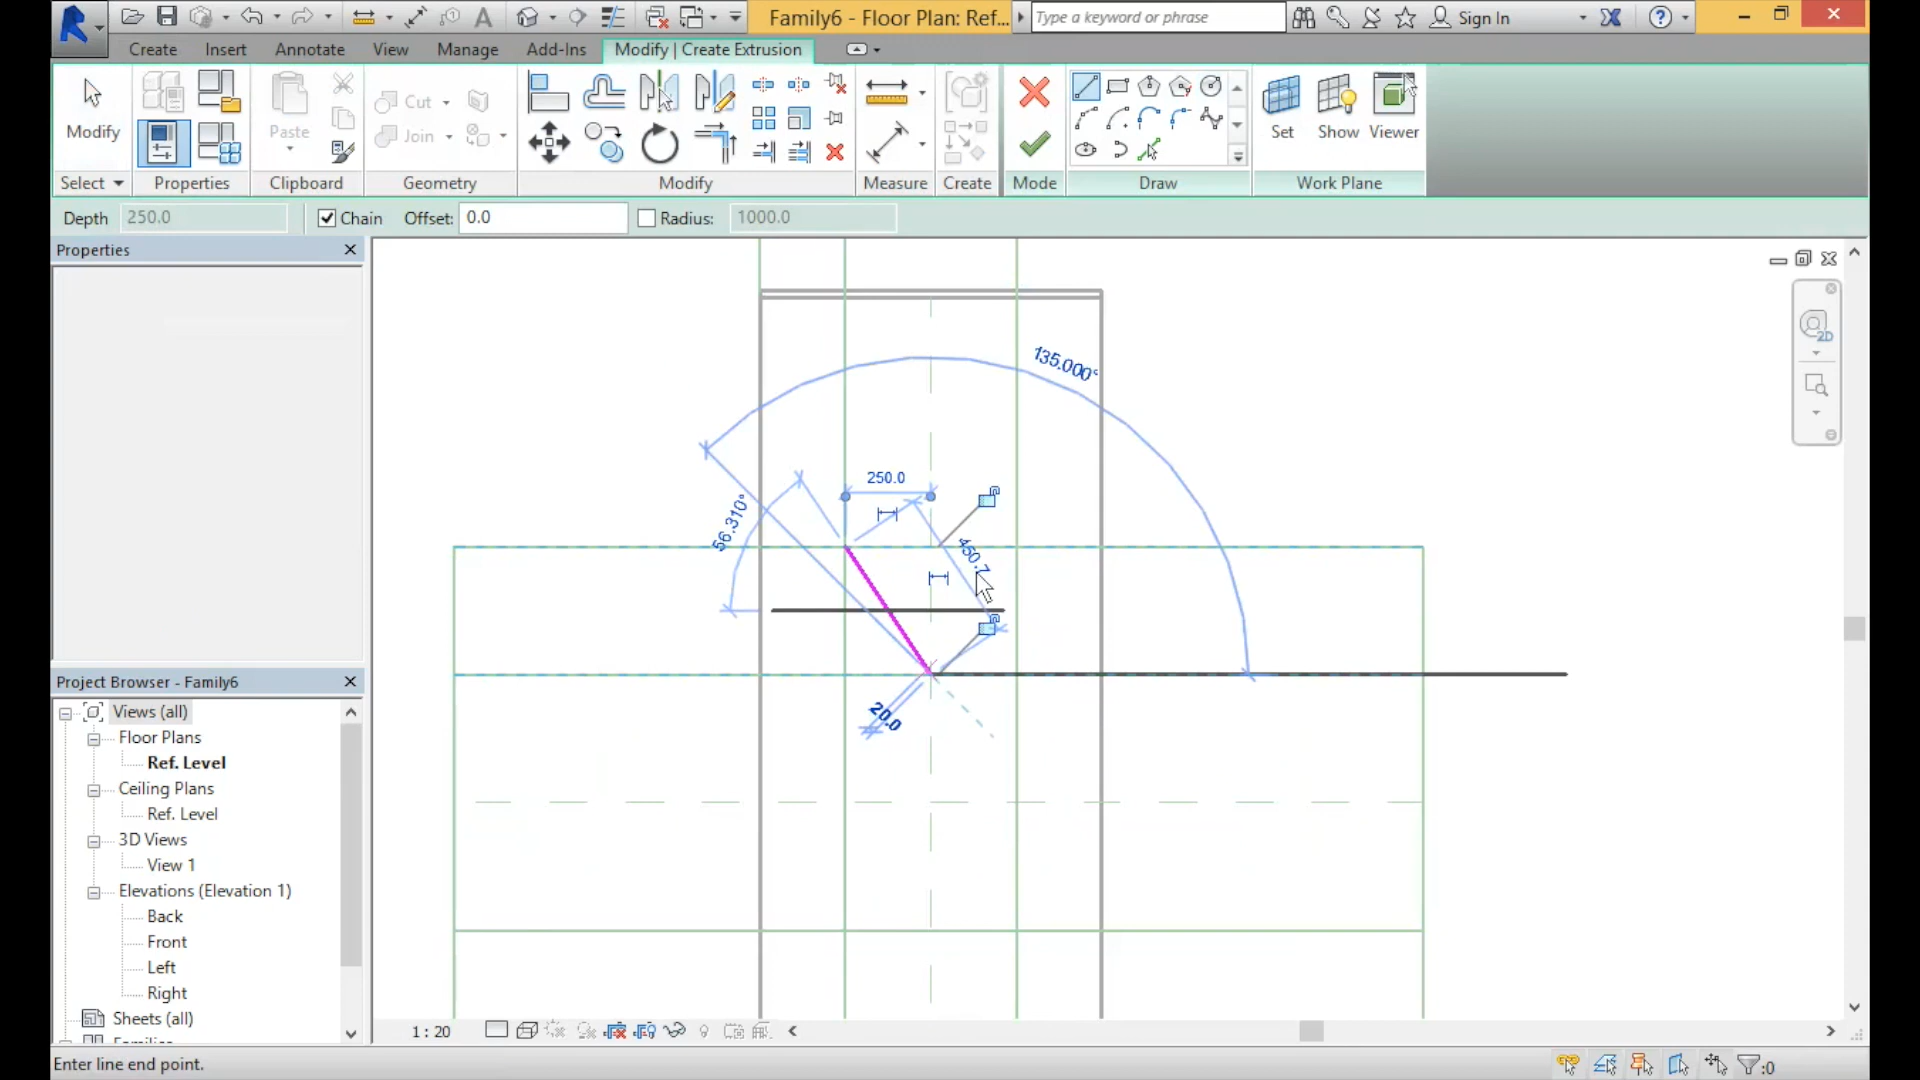 Family6 - Floor Plan: Ref...
Type a keyword or phrase
Sign In
Create
Insert
Annotate
View
Manage
Add-Ins
Modify | Create Extrusion
Modify
Paste
Cut
Join
Set
Show
Viewer
Select
Properties
Clipboard
Geometry
Modify
Measure
Create
Mode
Draw
Work Plane
Depth
250.0
Chain
Offset:
0.0
Radius:
1000.0
Properties
135.000°
250.0
56.310°
450.7
20.0
2D
Project Browser - Family6
Views (all)
Floor Plans
Ref. Level
Ceiling Plans
Ref. Level
3D Views
View 1
Elevations (Elevation 1)
Back
Front
Left
Right
Sheets (all)
1 : 20
Enter line end point.
:0